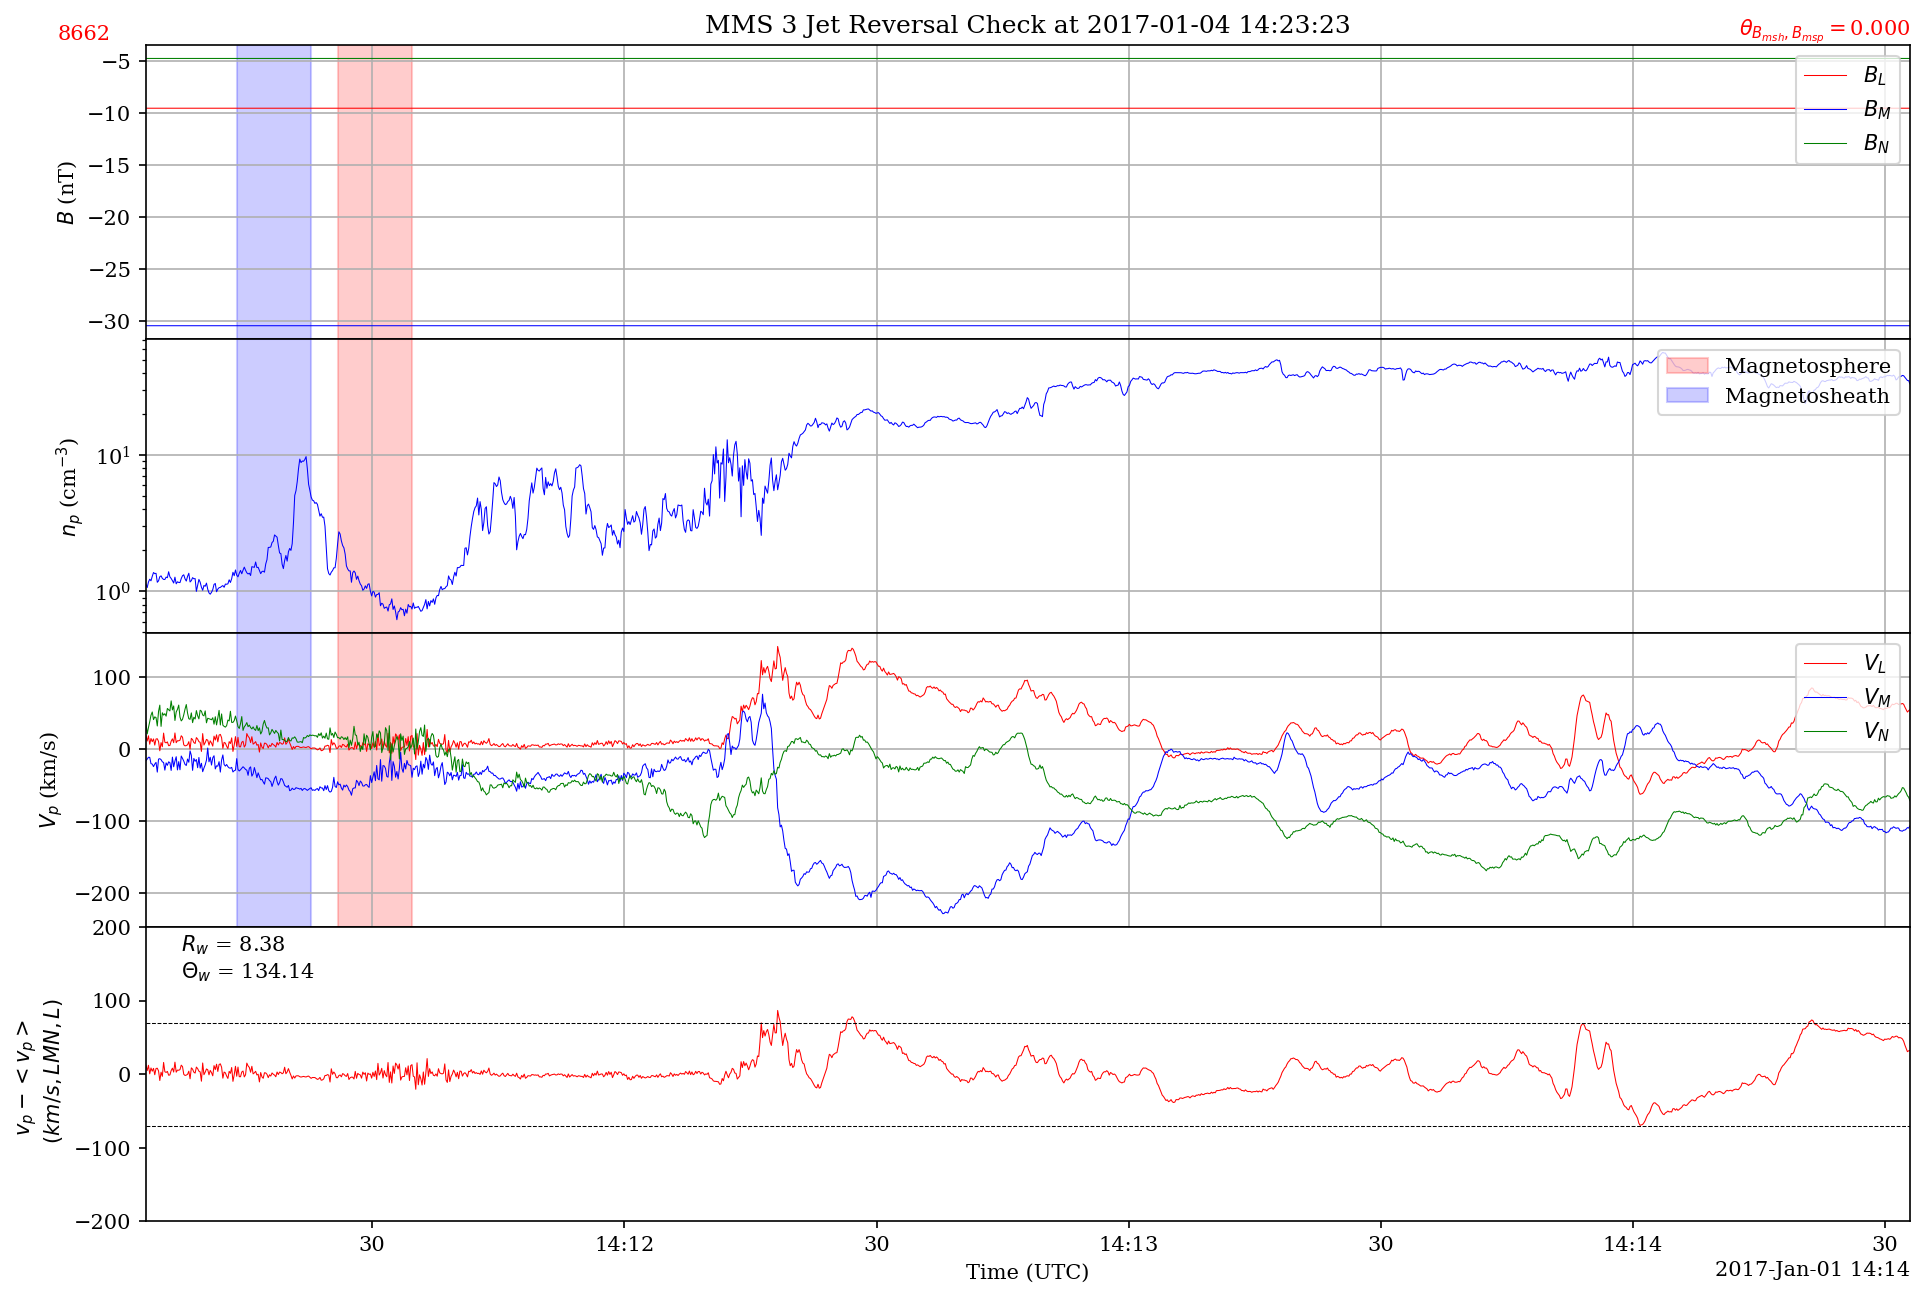 MMS 3 Jet Reversal Check at 2017-01-04 14:23:23
8662
θ_{B_{msh}, B_{msp}} = 0.000
−5
−10
−15
−20
−25
−30
B (nT)
B_L
B_M
B_N
10^1
10^0
n_p (cm^{−3})
Magnetosphere
Magnetosheath
100
0
−100
−200
V_p (km/s)
V_L
V_M
V_N
200
100
0
−100
−200
v_p − < v_p >
(km/s, LMN, L)
R_w = 8.38
Θ_w = 134.14
30 14:12 30 14:13 30 14:14 30
Time (UTC)
2017-Jan-01 14:14